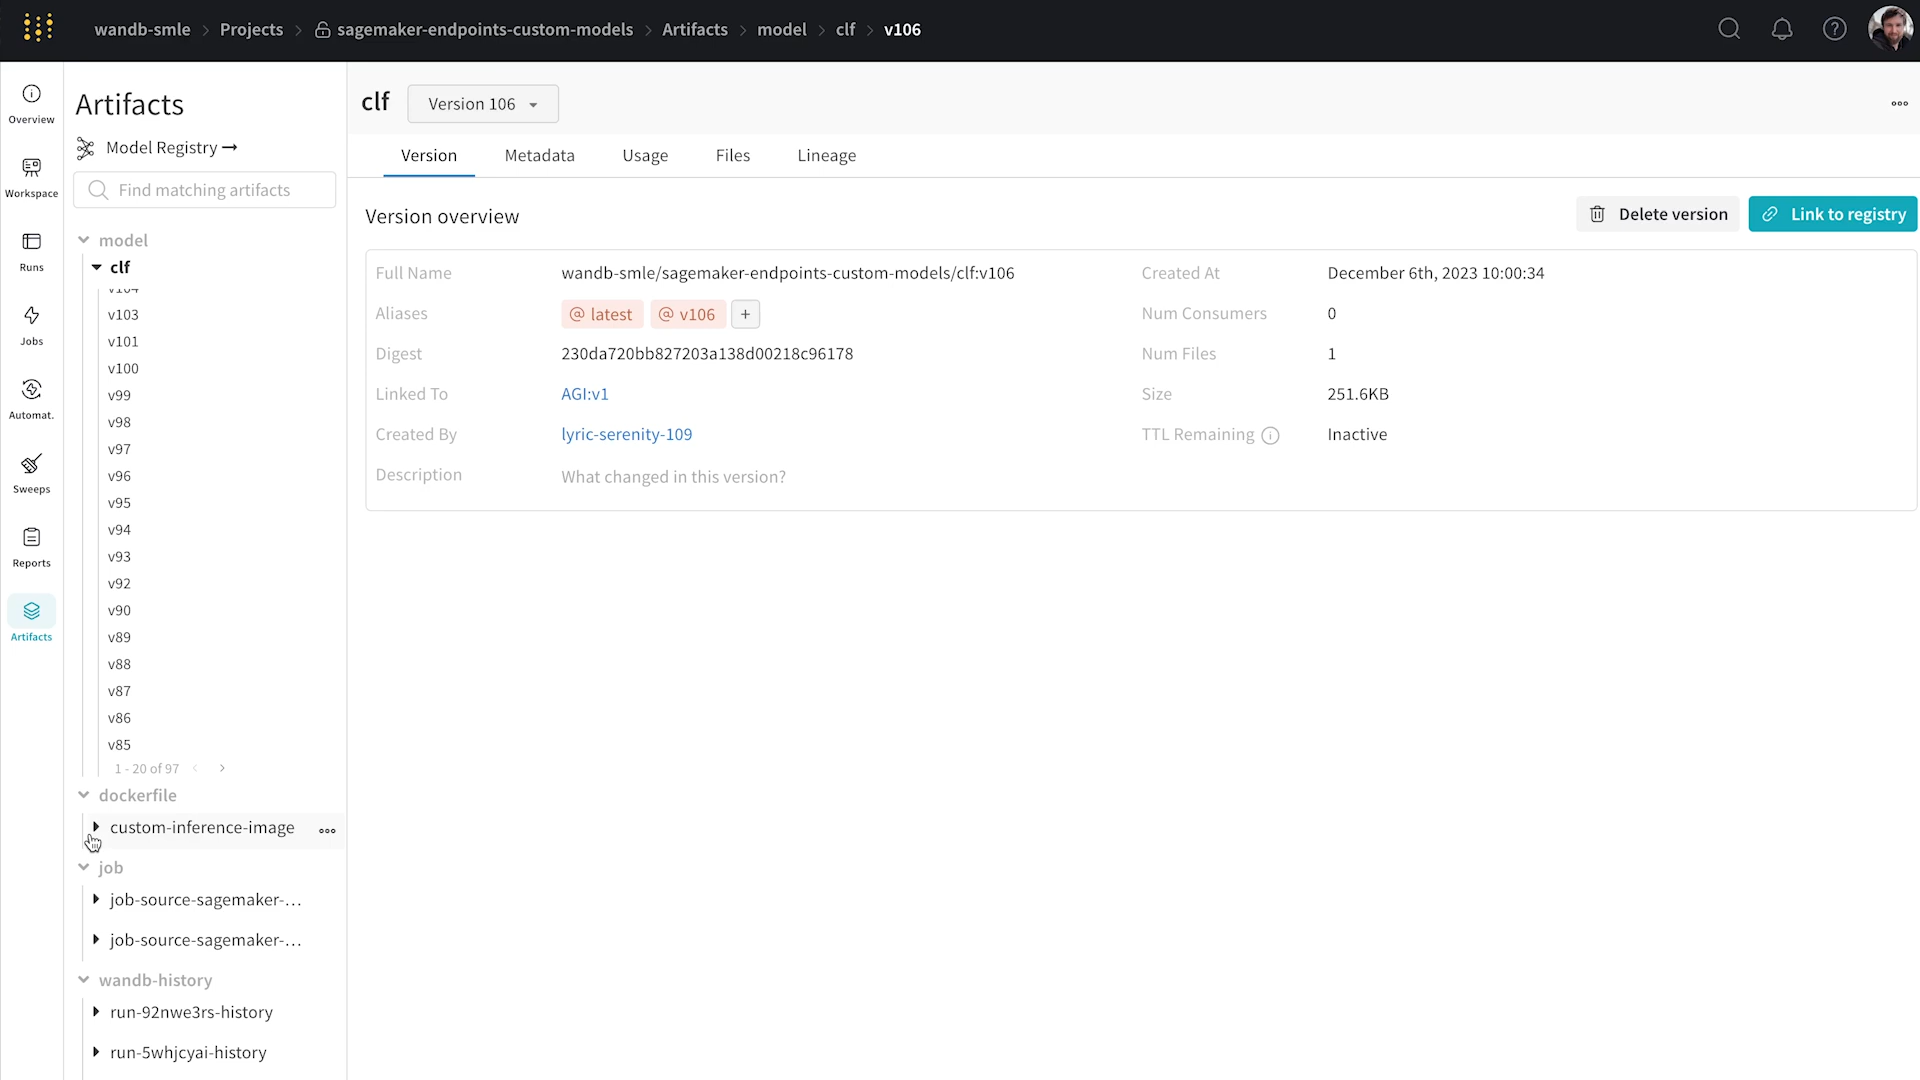 wandb-smle > Projects > sagemaker-endpoints-custom-models > Artifacts > model > clf > v106
Overview
Workspace
Runs
Jobs
Automat.
Sweeps
Reports
Artifacts
Artifacts
Model Registry →
Find matching artifacts
model
clf
v104
v103
v101
v100
v99
v98
v97
v96
v95
v94
v93
v92
v90
v89
v88
v87
v86
v85
1 - 20 of 97 < >
dockerfile
custom-inference-image
job
job-source-sagemaker-...
job-source-sagemaker-...
wandb-history
run-92nwe3rs-history
run-5whjcyai-history
clf Version 106
Version Metadata Usage Files Lineage
Version overview
Delete version Link to registry
Full Name wandb-smle/sagemaker-endpoints-custom-models/clf:v106 Created At December 6th, 2023 10:00:34
Aliases @ latest @ v106 + Num Consumers 0
Digest 230da720bb827203a138d00218c96178 Num Files 1
Linked To AGI:v1 Size 251.6KB
Created By lyric-serenity-109 TTL Remaining Inactive
Description What changed in this version?